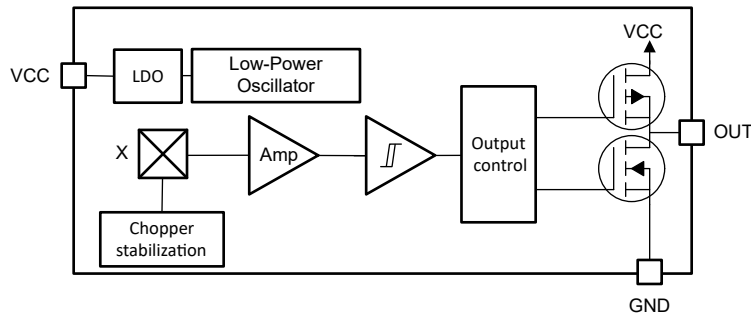 VCC
VCC
LDO
Low-Power
Oscillator
OUT
X
Amp
Output
control
Chopper
stabilization
GND